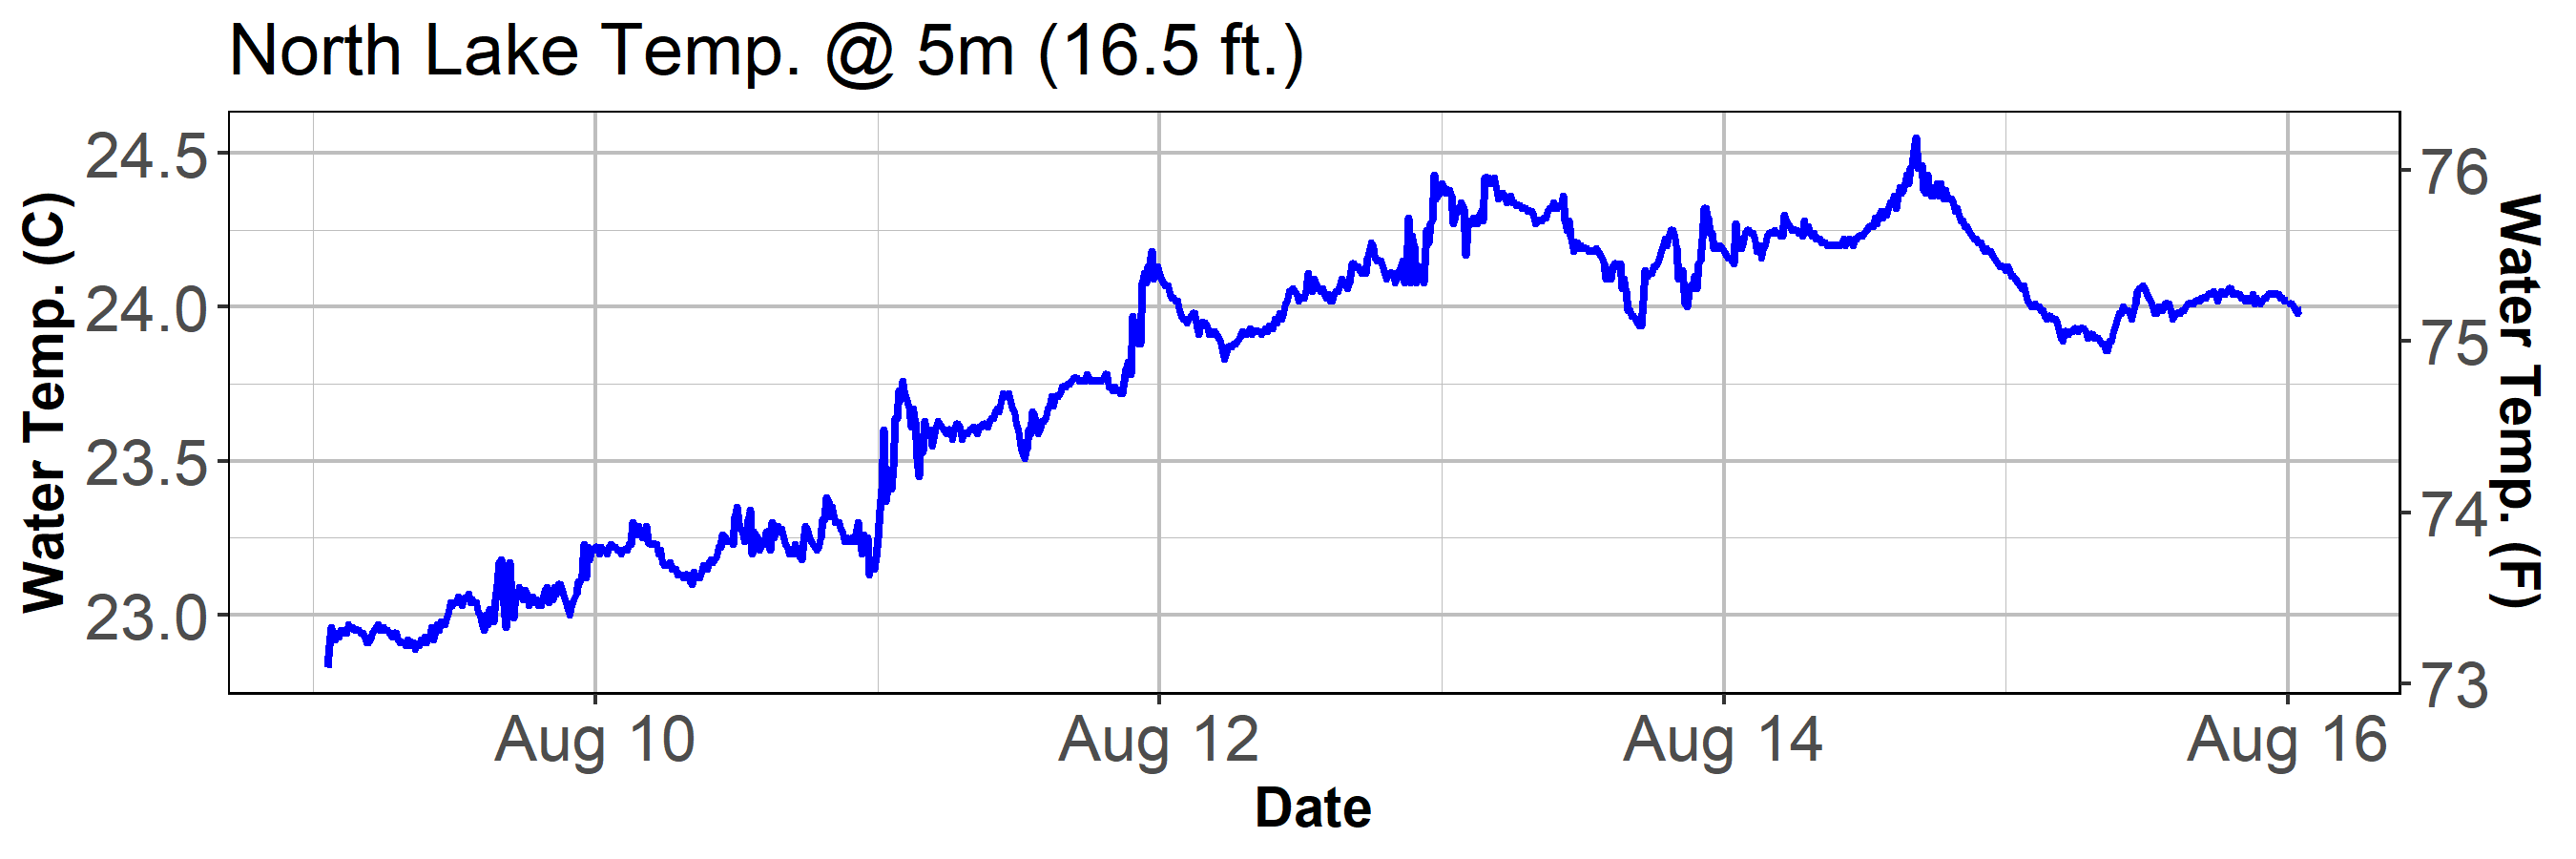 North Lake Temp. @ 5m (16.5 ft.)
Water Temp. (C)
24.5
24.0
23.5
23.0
76
75
74
73
Water Temp. (F)
Aug 10
Aug 12
Aug 14
Aug 16
Date